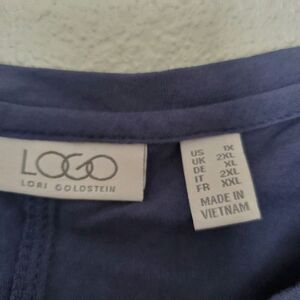 LOGO
LORI GOLDSTEIN
US 1X
UK 2XL
DE XL
IT 2XL
FR XXL
MADE IN
VIETNAM